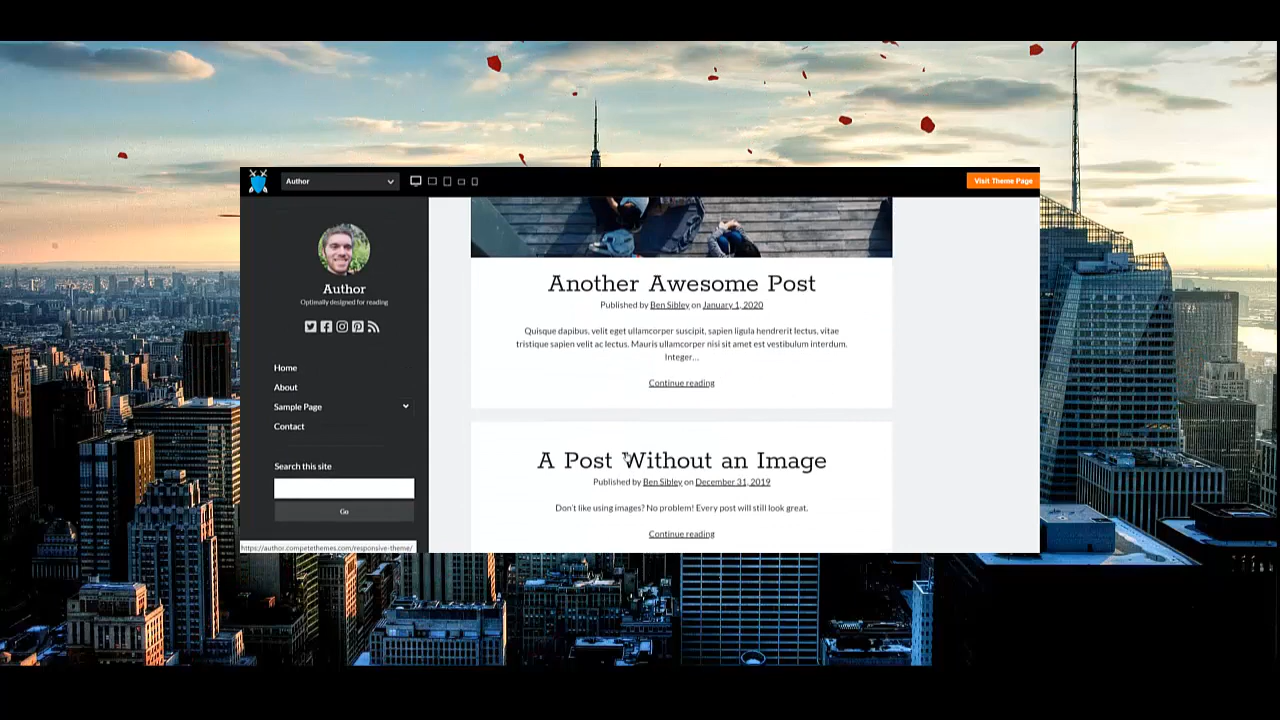 Author
Visit Theme Page
Author
Optimally designed for reading
Home
About
Sample Page
Contact
Search this site
Go
https://author.competethemes.com/responsive-theme/
Another Awesome Post
Published by Ben Sibley on January 1, 2020
Quisque dapibus, velit eget ullamcorper suscipit, sapien ligula hendrerit lectus, vitae
tristique sapien velit ac lectus. Mauris ullamcorper nisi sit amet est vestibulum interdum.
Integer...
Continue reading
A Post Without an Image
Published by Ben Sibley on December 31, 2019
Don't like using images? No problem! Every post will still look great.
Continue reading